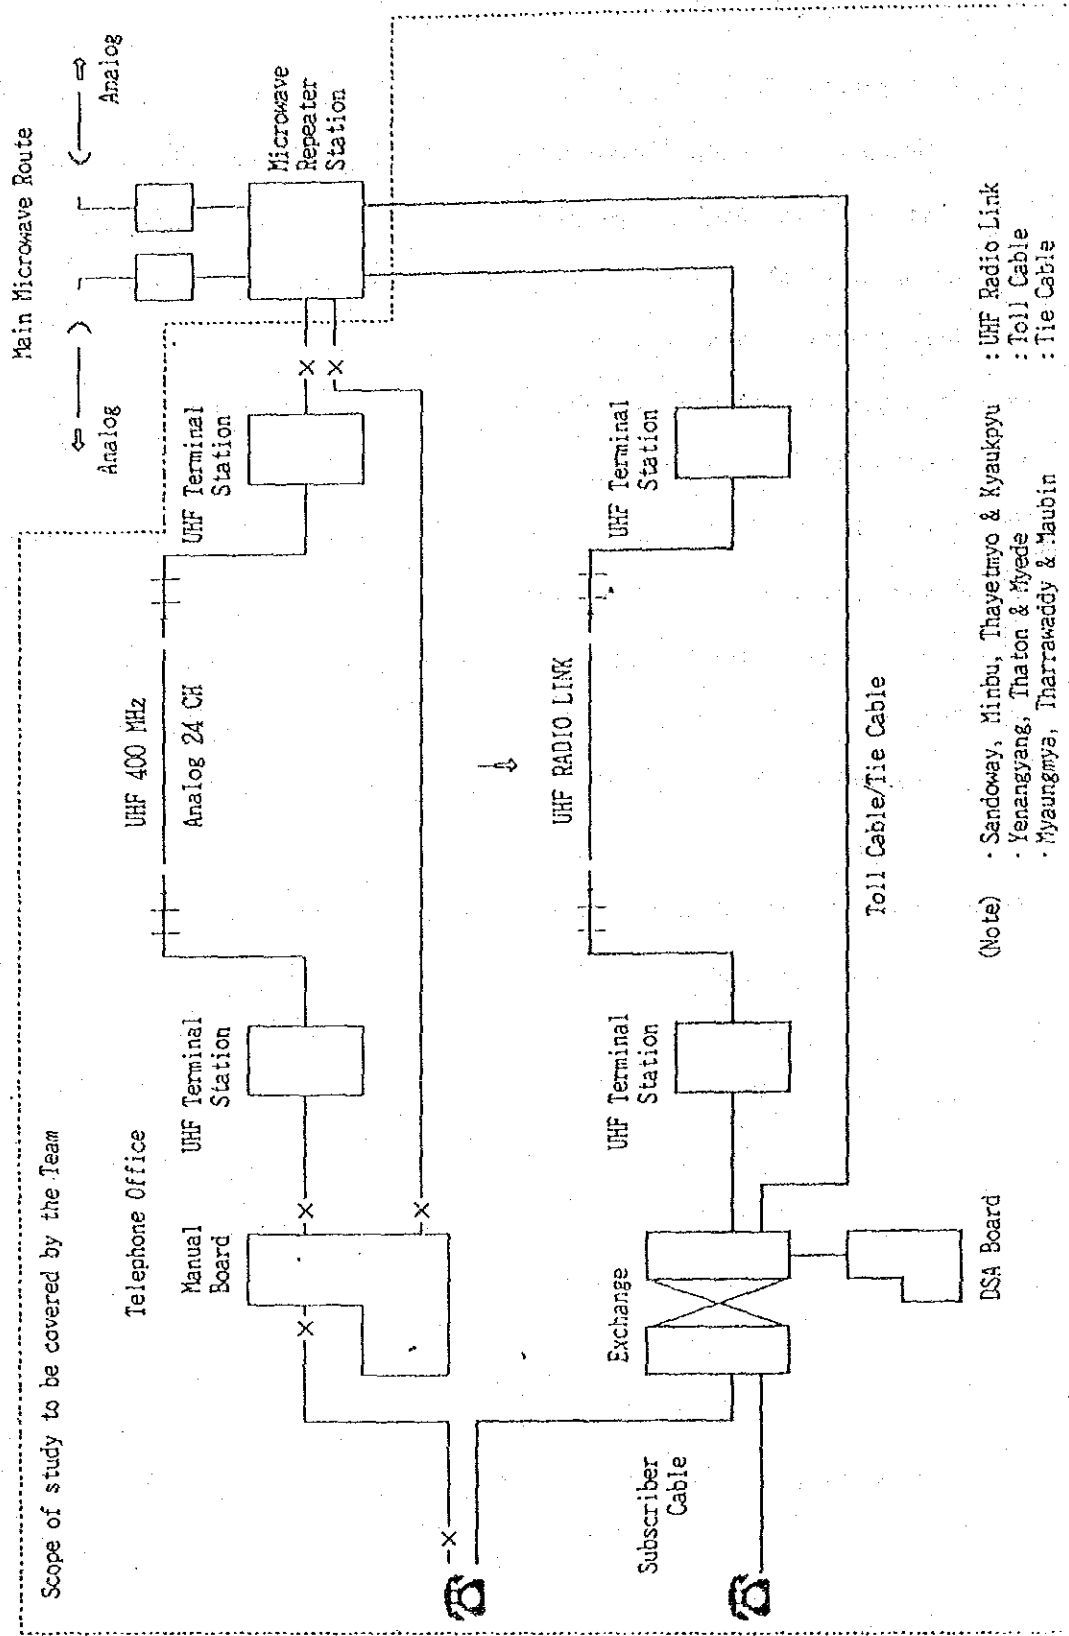 Main Microwave Route
Analog
Analog
Scope of study to be covered by the Team
Telephone Office
Manual
Board
UHF Terminal
Station
UHF 400 MHz
Analog 24 CH
UHF Terminal
Station
Microwave
Repeater
Station
Subscriber
Cable
Exchange
UHF Terminal
Station
UHF RADIO LINK
UHF Terminal
Station
Toll Cable/Tie Cable
DSA Board
(Note) · Sandoway, Minbu, Thayetmyo & Kyaukpyu : UHF Radio Link
· Yenangyang, Thaton & Myede : Toll Cable
· Myaungmya, Tharrawaddy & Maubin : Tie Cable